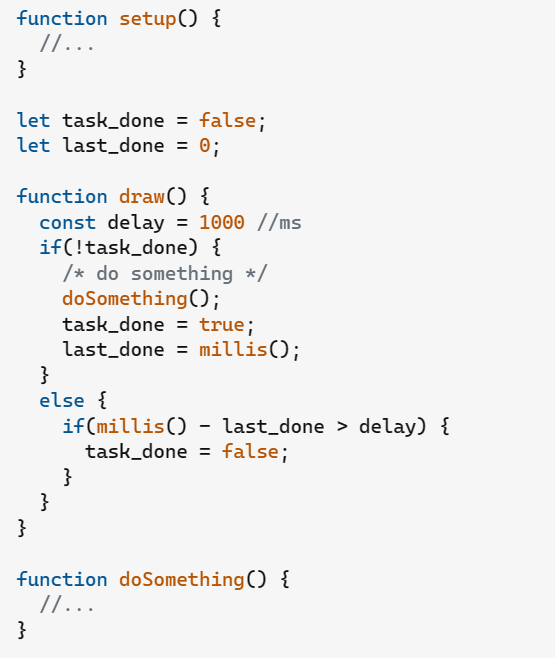 function setup() {
  //...
}

let task_done = false;
let last_done = 0;

function draw() {
  const delay = 1000 //ms
  if(!task_done) {
    /* do something */
    doSomething();
    task_done = true;
    last_done = millis();
  }
  else {
    if(millis() - last_done > delay) {
      task_done = false;
    }
  }
}

function doSomething() {
  //...
}